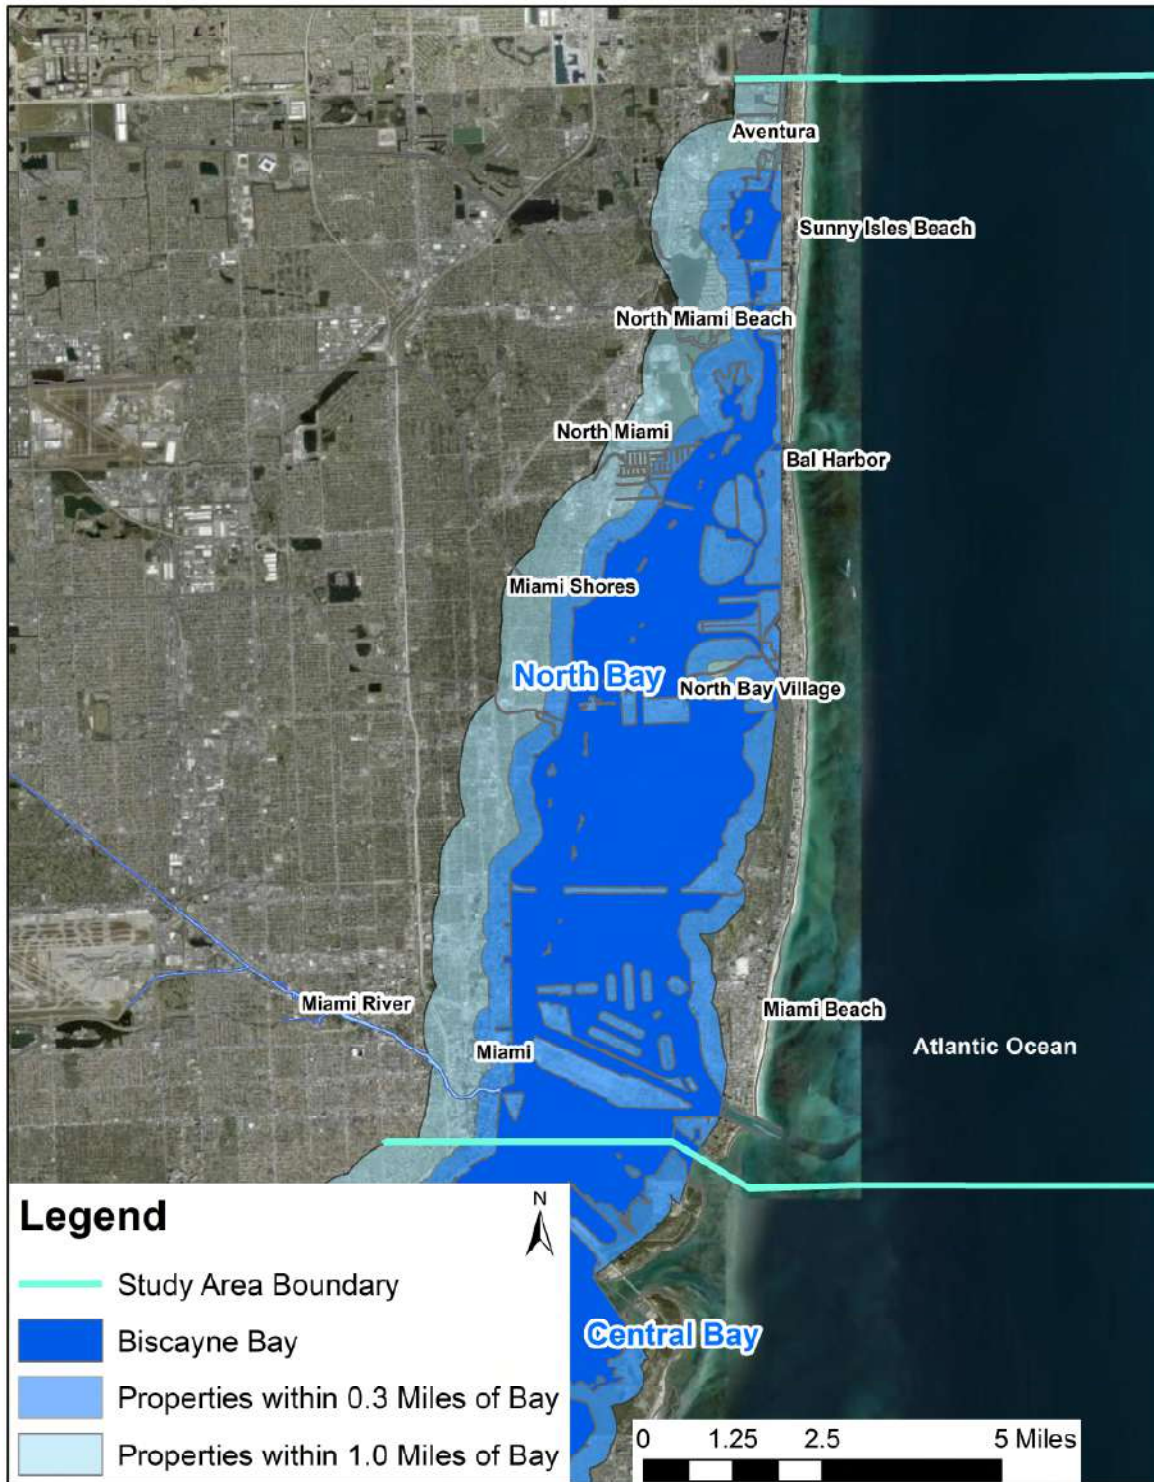 Aventura
Sunny Isles Beach
North Miami Beach
North Miami
Bal Harbor
Miami Shores
North Bay
North Bay Village
Miami River
Miami Beach
Miami
Atlantic Ocean
Legend
N
Study Area Boundary
Biscayne Bay
Central Bay
Properties within 0.3 Miles of Bay
Properties within 1.0 Miles of Bay
0 1.25 2.5 5 Miles